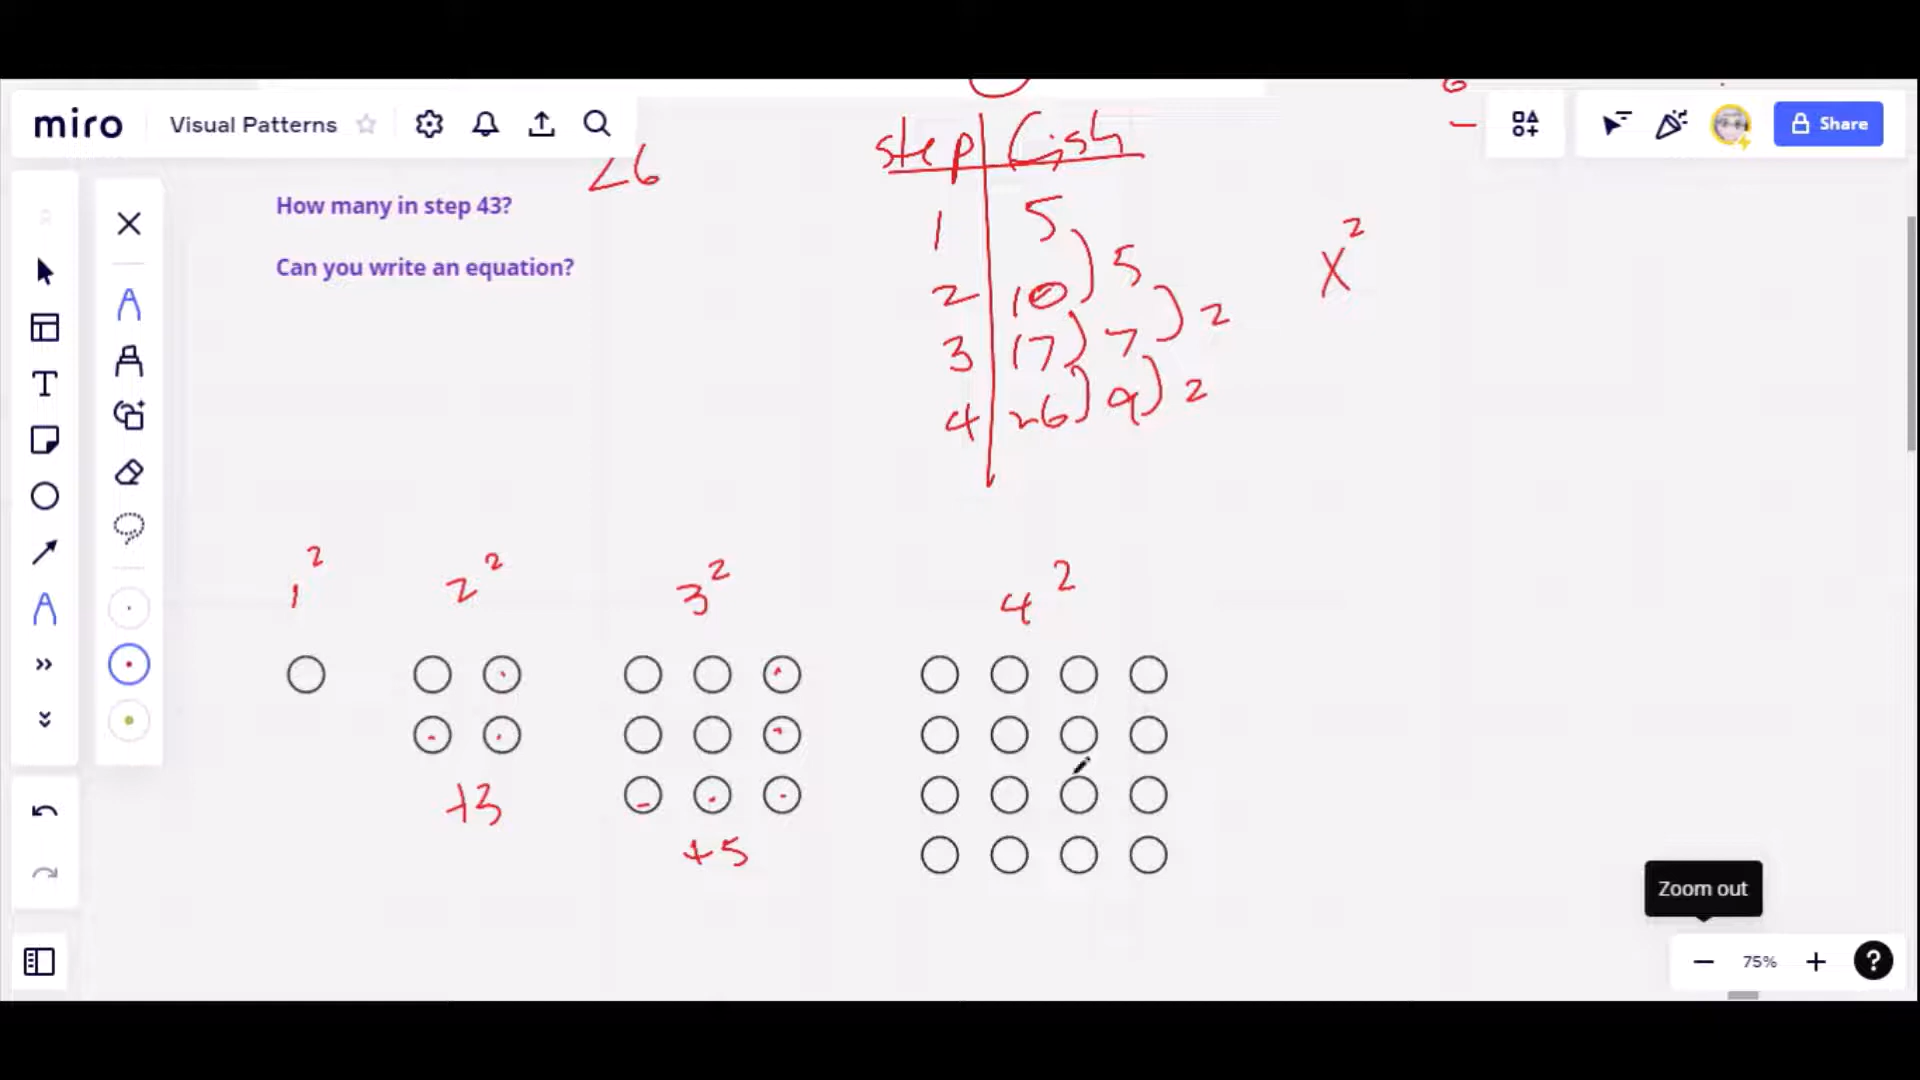 miro
Visual Patterns
Share
26
How many in step 43?
Can you write an equation?
step fish
1 5
2 10
3 17
4 26
5
7
9
2
2
x²
1² 2² 3² 4²
+3
+5
T
Zoom out
− 75% + ?